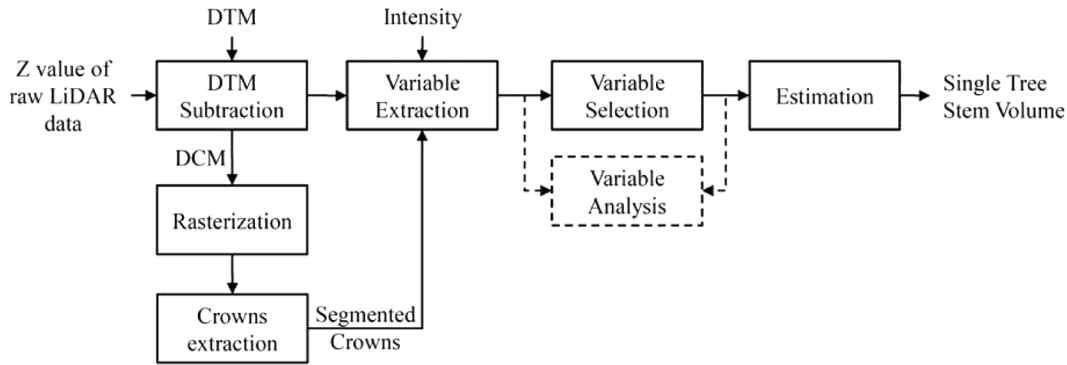 DTM
Intensity
Z value of
raw LiDAR
data
DTM
Subtraction
Variable
Extraction
Variable
Selection
Estimation
Single Tree
Stem Volume
DCM
Variable
Analysis
Rasterization
Crowns
extraction
Segmented
Crowns